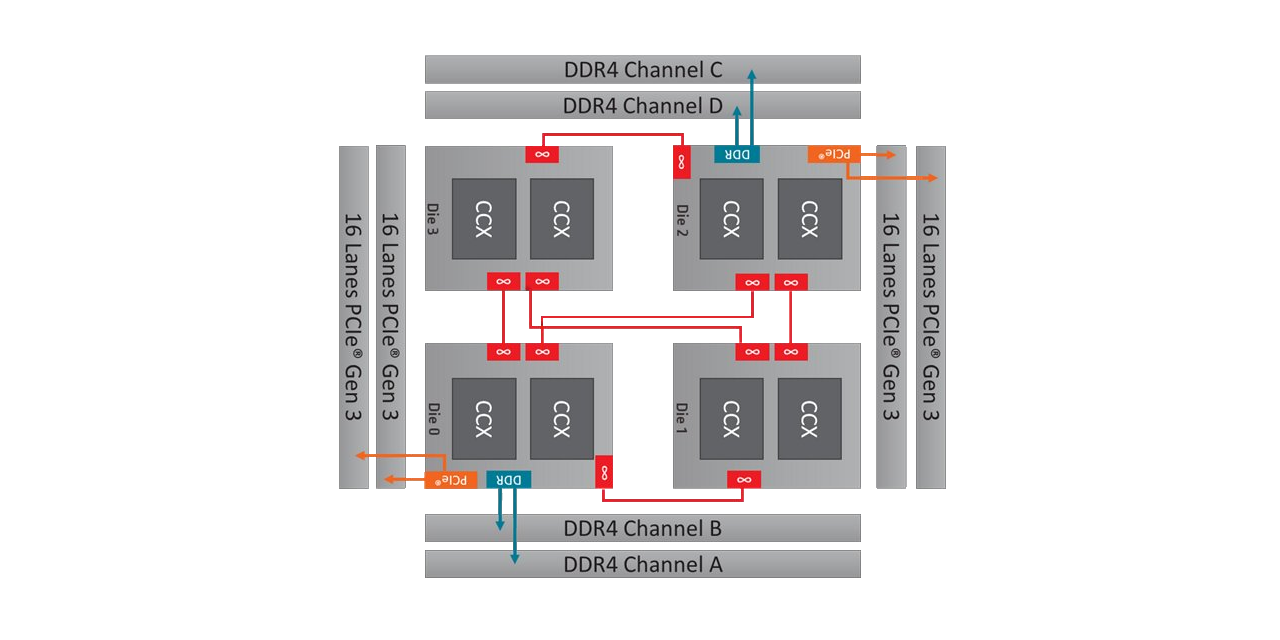 DDR4 Channel C
DDR4 Channel D
∞
∞
DDR
PCIe®
16 Lanes PCIe® Gen 3
16 Lanes PCIe® Gen 3
Die 3
CCX
CCX
Die 2
CCX
CCX
16 Lanes PCIe® Gen 3
16 Lanes PCIe® Gen 3
∞
∞
∞
∞
∞
∞
∞
∞
Die 0
CCX
CCX
Die 1
CCX
CCX
PCIe®
DDR
∞
∞
DDR4 Channel B
DDR4 Channel A